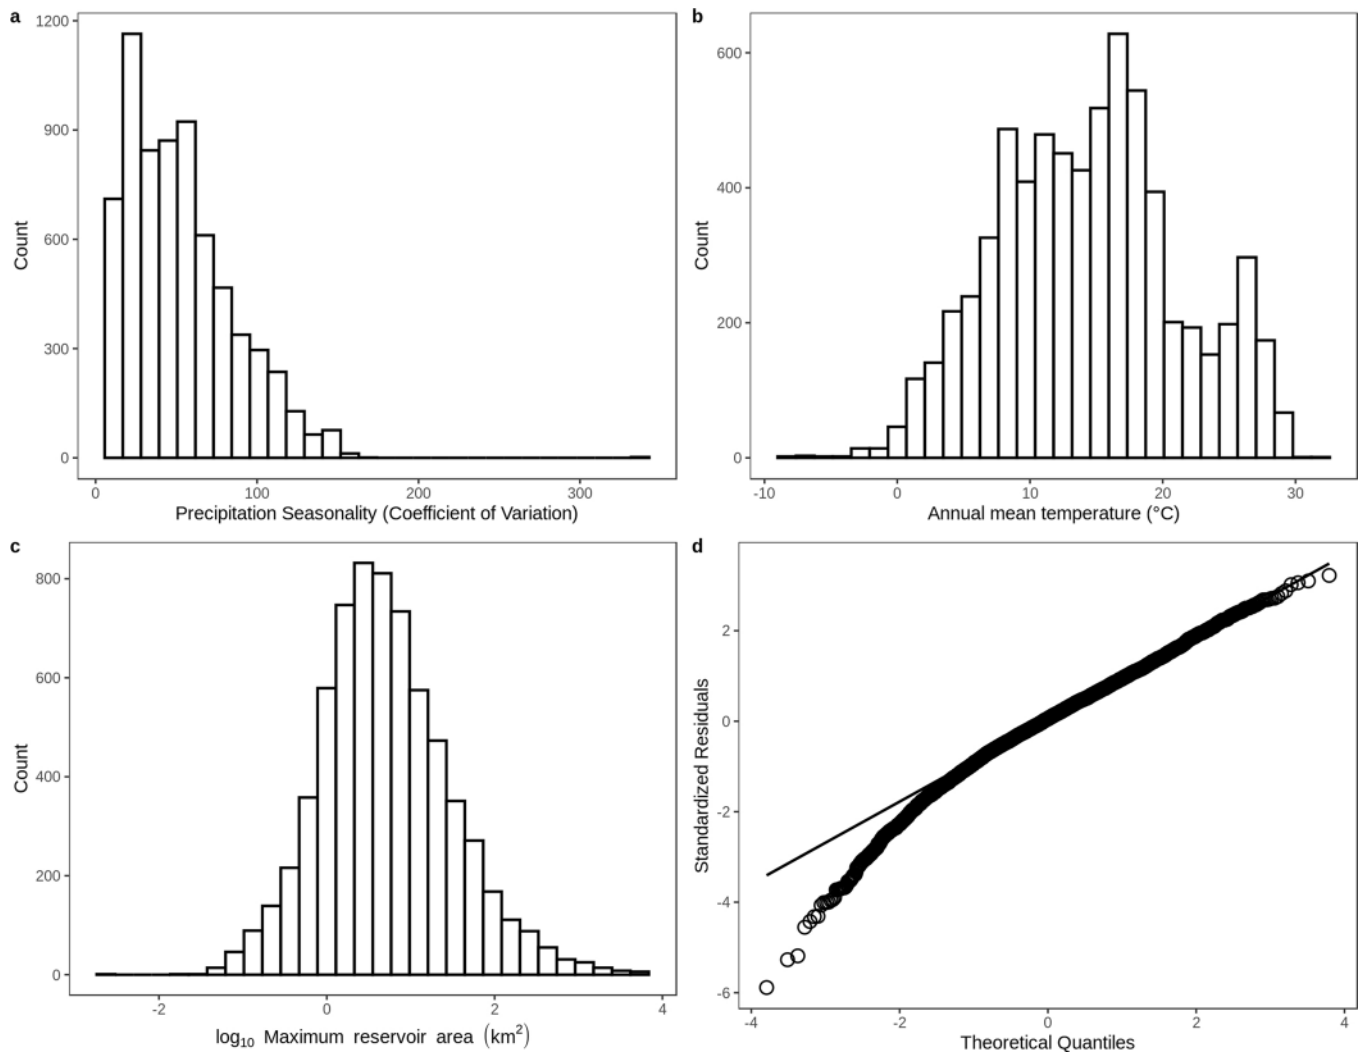 a
1200
900
600
300
0
Count
0 100 200 300
Precipitation Seasonality (Coefficient of Variation)
b
600
400
200
0
Count
-10 0 10 20 30
Annual mean temperature (°C)
c
800
600
400
200
0
Count
-2 0 2 4
log₁₀ Maximum reservoir area (km²)
d
2
0
-2
-4
-6
Standardized Residuals
-4 -2 0 2 4
Theoretical Quantiles